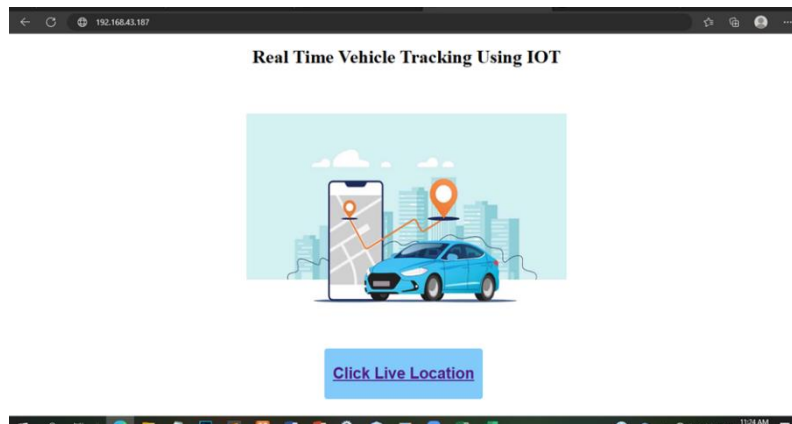 192.168.43.187
Real Time Vehicle Tracking Using IOT
Click Live Location
11:24 AM